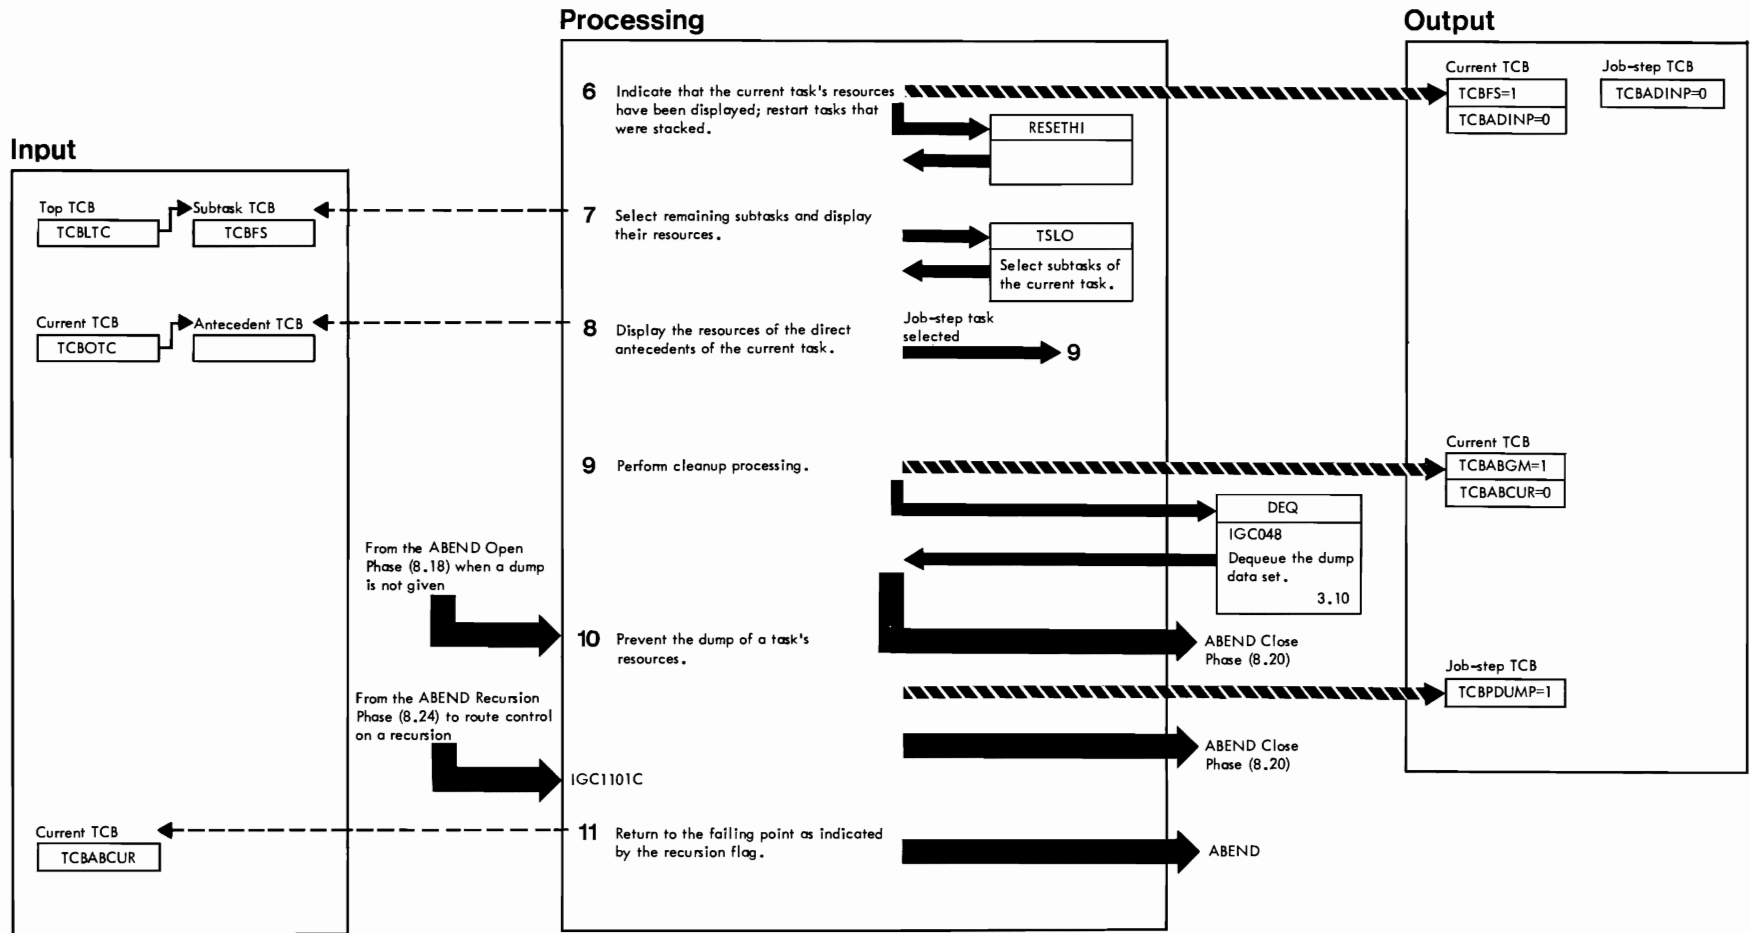 Processing
Output
Input
6 Indicate that the current task's resources
have been displayed; restart tasks that
were stacked.
RESETHI
Current TCB
TCBFS=1
TCBADINP=0
Job-step TCB
TCBADINP=0
Top TCB
TCBLTC
Subtask TCB
TCBFS
7 Select remaining subtasks and display
their resources.
TSLO
Select subtasks of
the current task.
Current TCB
TCBOTC
Antecedent TCB
8 Display the resources of the direct
antecedents of the current task.
Job-step task
selected
9
9 Perform cleanup processing.
Current TCB
TCBABGM=1
TCBABCUR=0
DEQ
IGC048
Dequeue the dump
data set.
3.10
From the ABEND Open
Phase (8.18) when a dump
is not given
10 Prevent the dump of a task's
resources.
ABEND Close
Phase (8.20)
Job-step TCB
TCBPDUMP=1
From the ABEND Recursion
Phase (8.24) to route control
on a recursion
ABEND Close
Phase (8.20)
IGC1101C
Current TCB
TCBABCUR
11 Return to the failing point as indicated
by the recursion flag.
ABEND